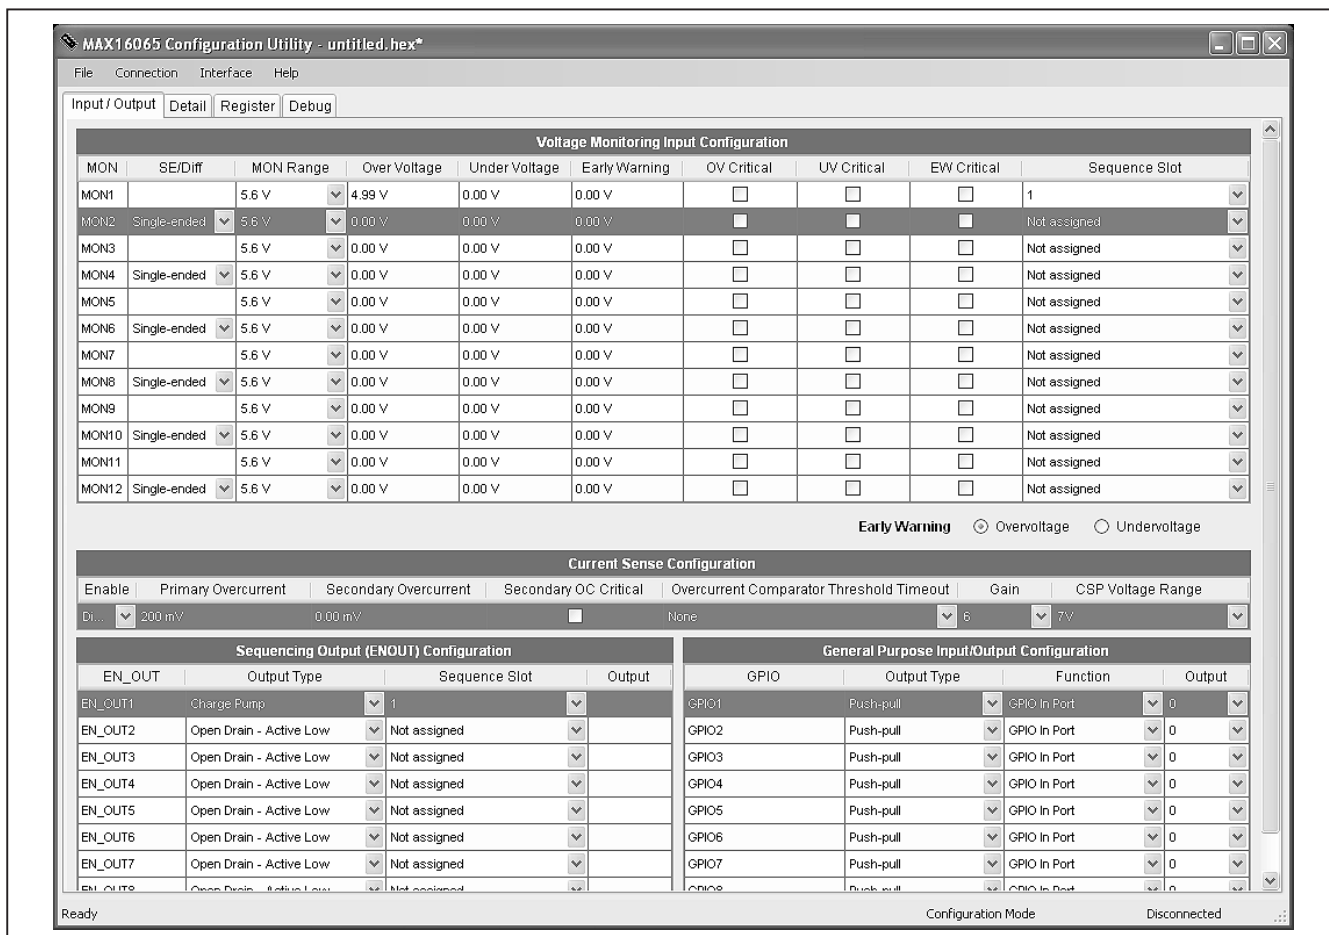 MAX16065 Configuration Utility - untitled.hex*
File Connection Interface Help
Input / Output Detail Register Debug
Voltage Monitoring Input Configuration
MON SE/Diff MON Range Over Voltage Under Voltage Early Warning OV Critical UV Critical EW Critical Sequence Slot
MON1 5.6 V 4.99 V 0.00 V 0.00 V 1
MON2 Single-ended 5.6 V 0.00 V 0.00 V 0.00 V Not assigned
MON3 5.6 V 0.00 V 0.00 V 0.00 V Not assigned
MON4 Single-ended 5.6 V 0.00 V 0.00 V 0.00 V Not assigned
MON5 5.6 V 0.00 V 0.00 V 0.00 V Not assigned
MON6 Single-ended 5.6 V 0.00 V 0.00 V 0.00 V Not assigned
MON7 5.6 V 0.00 V 0.00 V 0.00 V Not assigned
MON8 Single-ended 5.6 V 0.00 V 0.00 V 0.00 V Not assigned
MON9 5.6 V 0.00 V 0.00 V 0.00 V Not assigned
MON10 Single-ended 5.6 V 0.00 V 0.00 V 0.00 V Not assigned
MON11 5.6 V 0.00 V 0.00 V 0.00 V Not assigned
MON12 Single-ended 5.6 V 0.00 V 0.00 V 0.00 V Not assigned
Early Warning Overvoltage Undervoltage
Current Sense Configuration
Enable Primary Overcurrent Secondary Overcurrent Secondary OC Critical Overcurrent Comparator Threshold Timeout Gain CSP Voltage Range
Di... 200 mV 0.00 mV None 6 7V
Sequencing Output (ENOUT) Configuration
EN_OUT Output Type Sequence Slot Output
EN_OUT1 Charge Pump 1
EN_OUT2 Open Drain - Active Low Not assigned
EN_OUT3 Open Drain - Active Low Not assigned
EN_OUT4 Open Drain - Active Low Not assigned
EN_OUT5 Open Drain - Active Low Not assigned
EN_OUT6 Open Drain - Active Low Not assigned
EN_OUT7 Open Drain - Active Low Not assigned
EN_OUT8 Open Drain - Active Low Not assigned
General Purpose Input/Output Configuration
GPIO Output Type Function Output
GPIO1 Push-pull GPIO In Port 0
GPIO2 Push-pull GPIO In Port 0
GPIO3 Push-pull GPIO In Port 0
GPIO4 Push-pull GPIO In Port 0
GPIO5 Push-pull GPIO In Port 0
GPIO6 Push-pull GPIO In Port 0
GPIO7 Push-pull GPIO In Port 0
GPIO8 Push-pull GPIO In Port 0
Ready Configuration Mode Disconnected